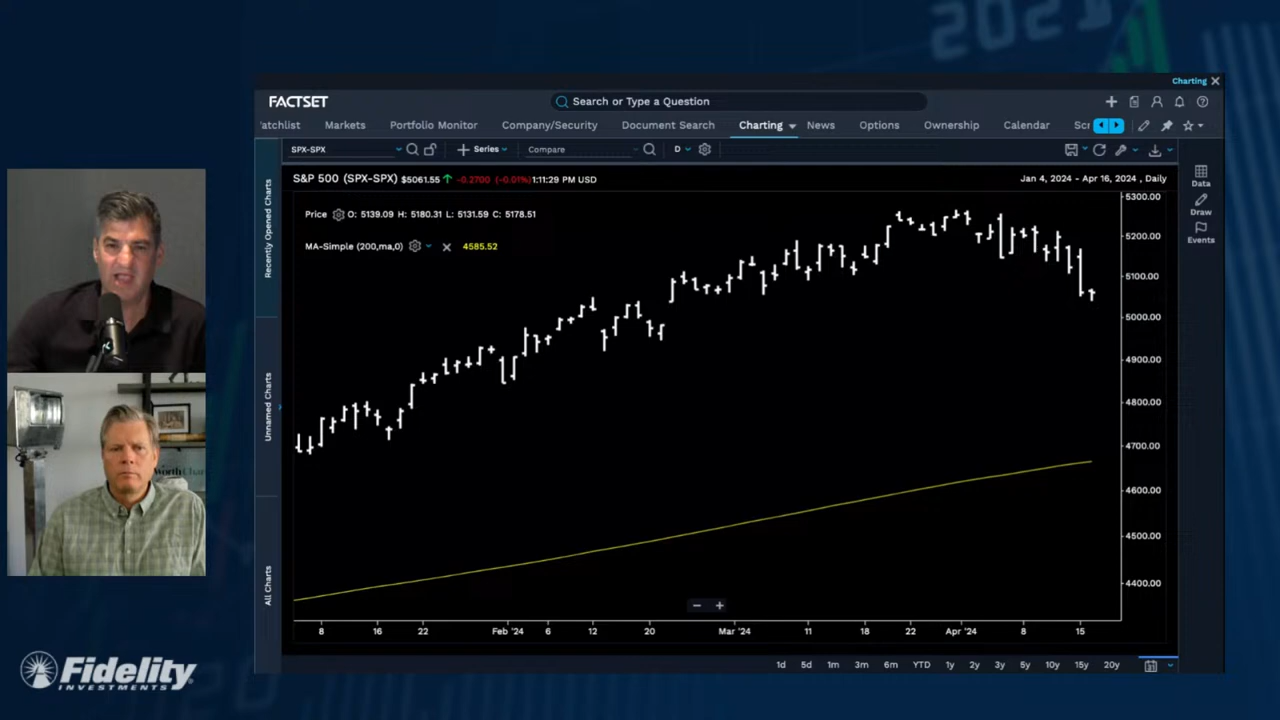 2021
Charting
FACTSET
Search or Type a Question
'atchlist Markets Portfolio Monitor Company/Security Document Search Charting News Options Ownership Calendar Scr
SPX-SPX Series Compare D
S&P 500 (SPX-SPX) $5061.55 -0.2700 (-0.01%) 1:11:29 PM USD
Jan 4, 2024 - Apr 16, 2024 , Daily
Price O: 5139.09 H: 5180.31 L: 5131.59 C: 5178.51
MA-Simple (200,ma,0) 4585.52
Recently Opened Charts
Unnamed Charts
All Charts
5300.00
5200.00
5100.00
5000.00
4900.00
4800.00
4700.00
4600.00
4500.00
4400.00
Data
Draw
Events
8 16 22 Feb '24 6 12 20 Mar '24 11 18 22 Apr '24 8 15
1d 5d 1m 3m 6m YTD 1y 2y 3y 5y 10y 15y 20y
Fidelity
INVESTMENTS